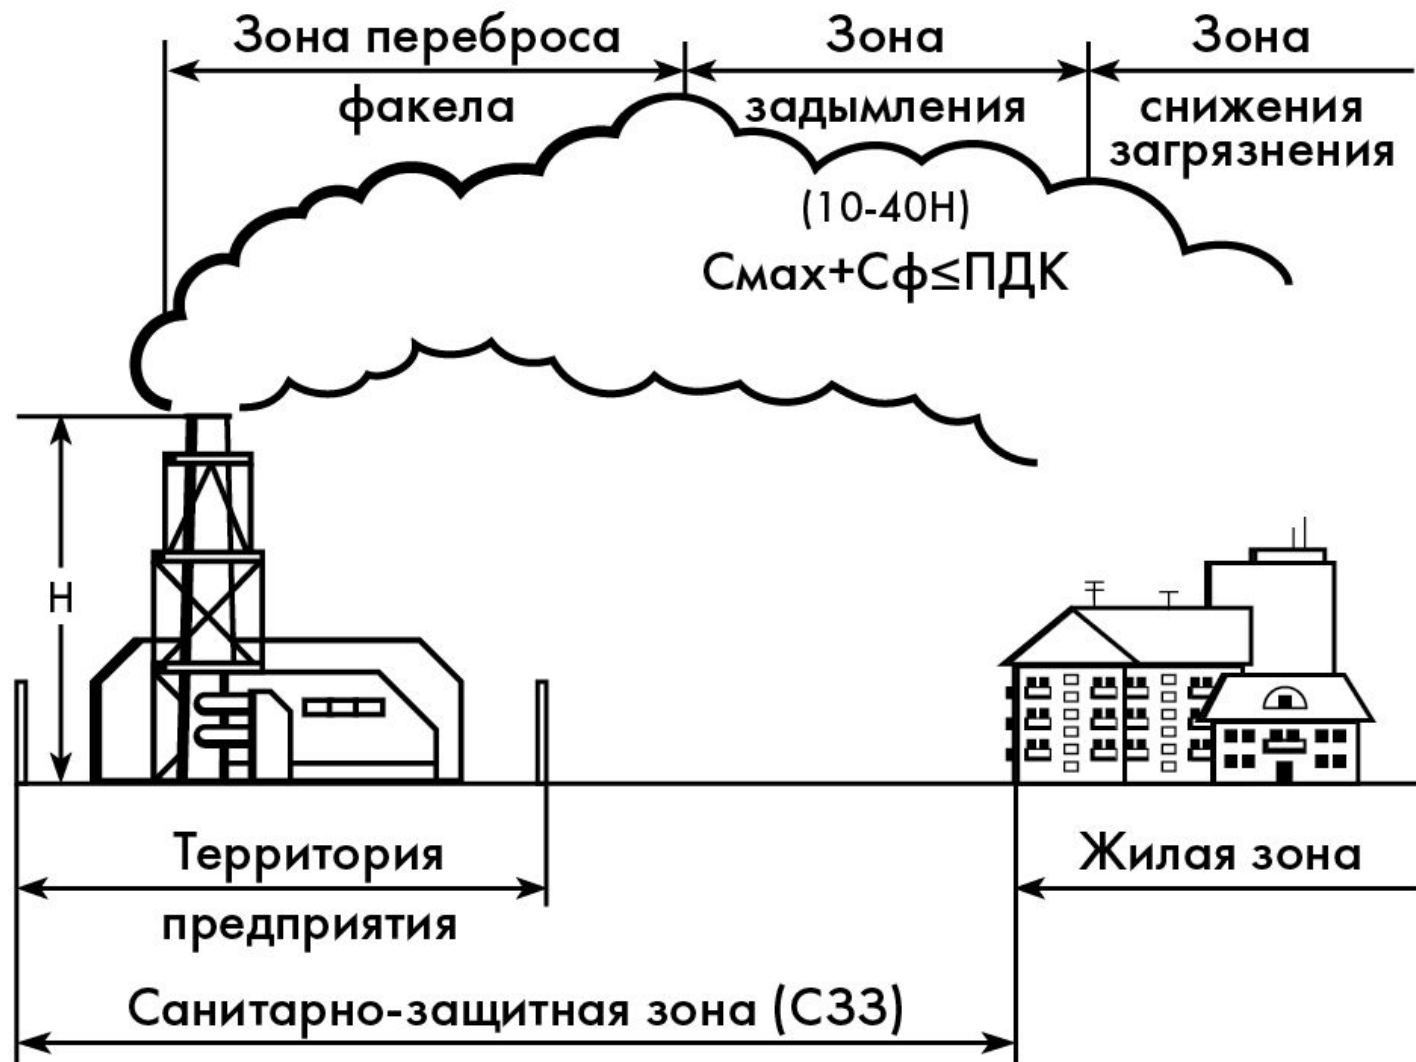 Зона переброса
факела
Зона
задымления
Зона
снижения
загрязнения
(10-40Н)
Смах+Сф≤ПДК
Н
Территория
предприятия
Жилая зона
Санитарно-защитная зона (СЗЗ)